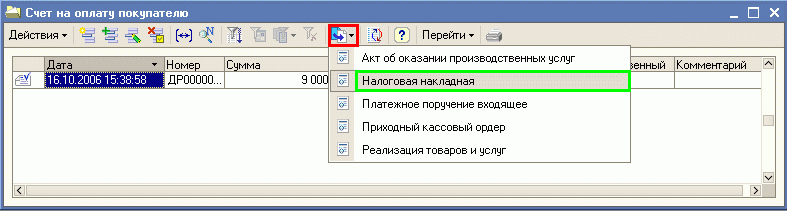 Счет на оплату покупателю
Действия Перейти
Акт об оказании производственных услуг
Дата Номер Сумма венный Комментарий
16.10.2006 15:38:58 ДР00000... 9 000
Налоговая накладная
Платежное поручение входящее
Приходный кассовый ордер
Реализация товаров и услуг